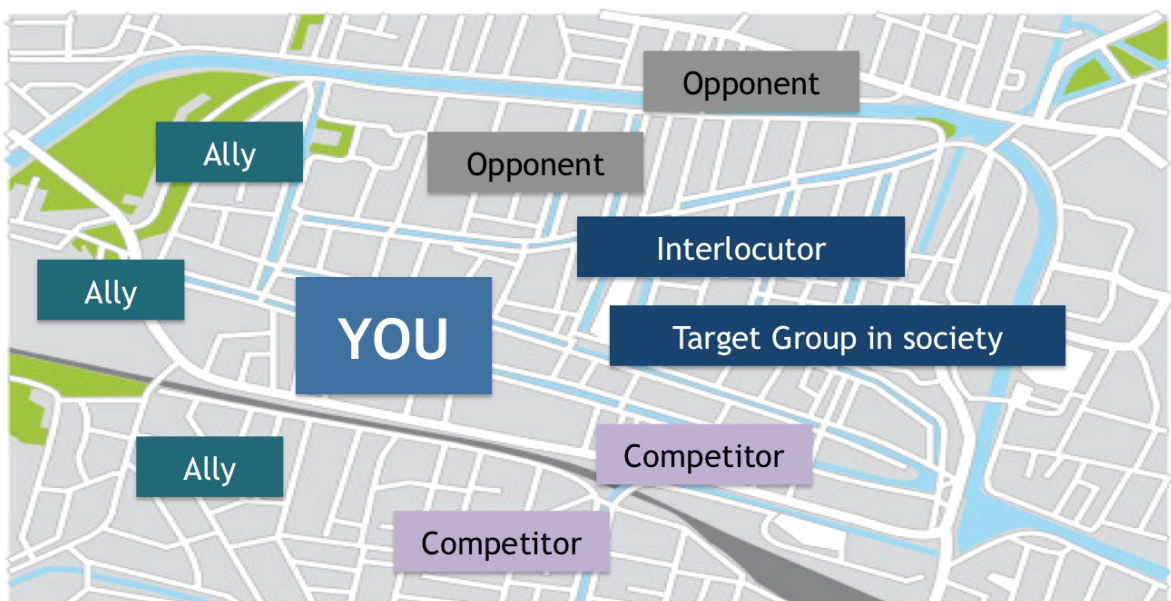 Opponent
Ally
Opponent
Interlocutor
Ally
YOU
Target Group in society
Competitor
Ally
Competitor